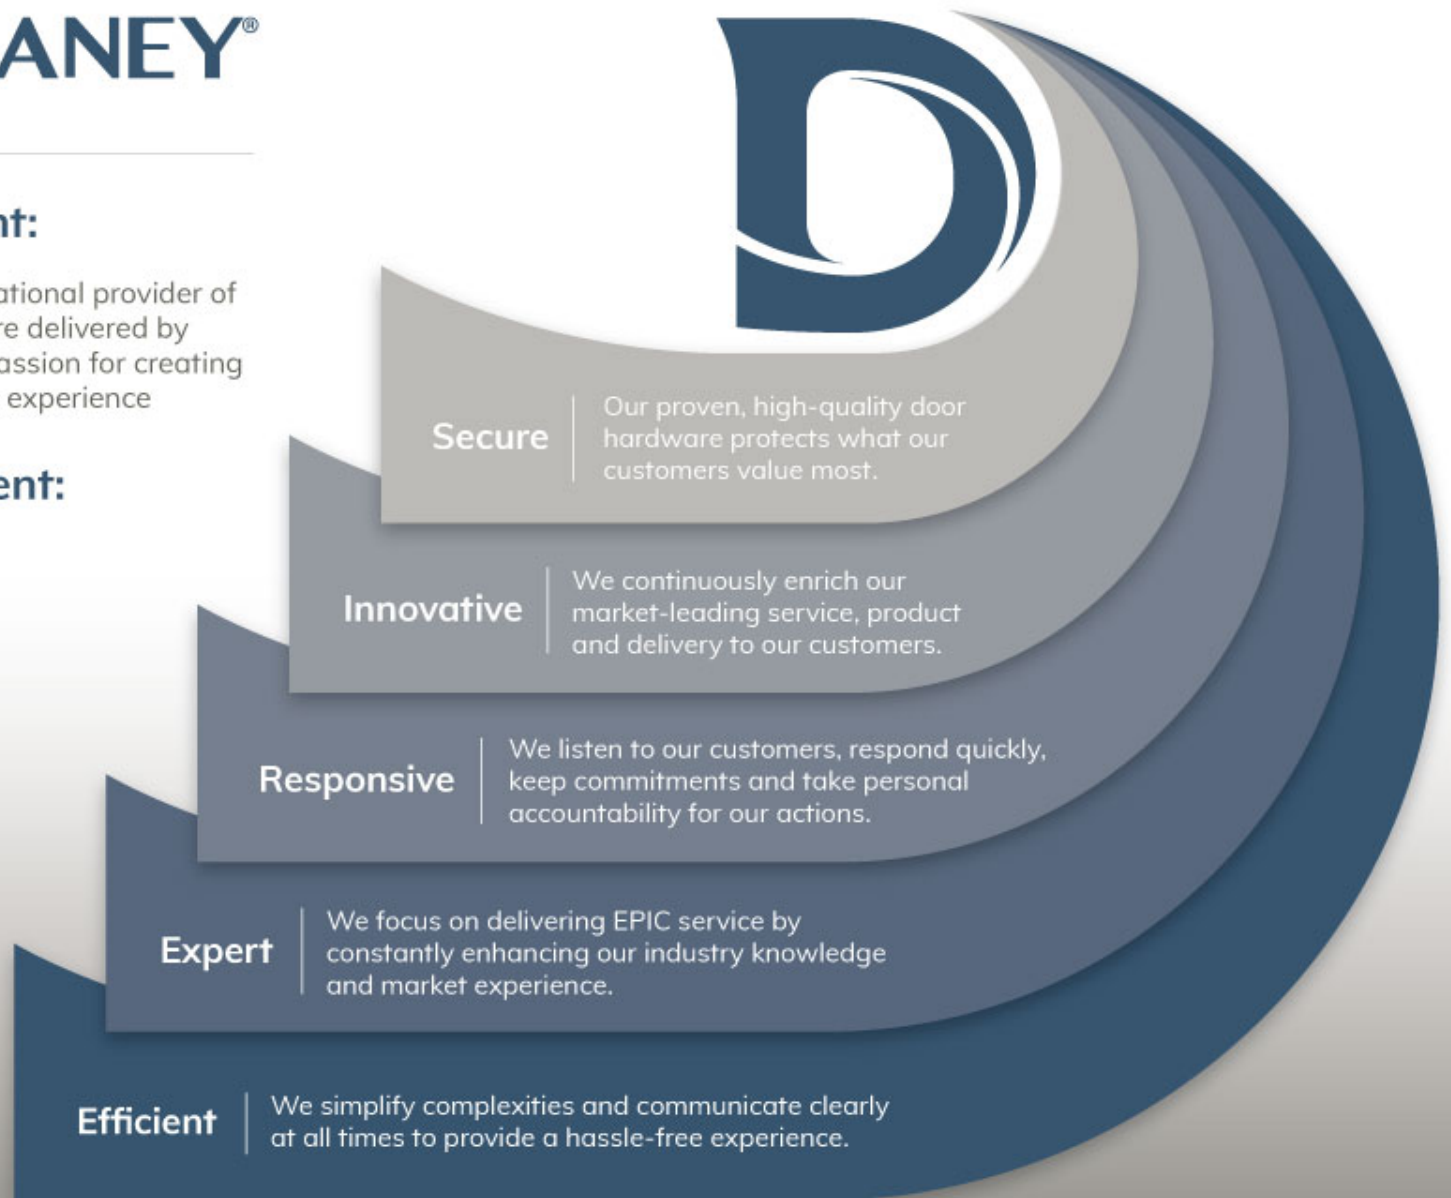 ANEY®
nt:
ational provider of
re delivered by
assion for creating
experience
ent:
D
Secure
Our proven, high-quality door
hardware protects what our
customers value most.
Innovative
We continuously enrich our
market-leading service, product
and delivery to our customers.
Responsive
We listen to our customers, respond quickly,
keep commitments and take personal
accountability for our actions.
Expert
We focus on delivering EPIC service by
constantly enhancing our industry knowledge
and market experience.
Efficient
We simplify complexities and communicate clearly
at all times to provide a hassle-free experience.